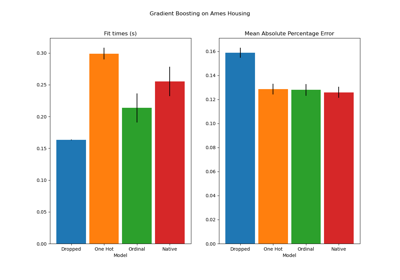 Gradient Boosting on Ames Housing
Fit times (s)
0.30
0.25
0.20
0.15
0.10
0.05
0.00
Dropped One Hot Ordinal Native
Model
Mean Absolute Percentage Error
0.16
0.14
0.12
0.10
0.08
0.06
0.04
0.02
0.00
Dropped One Hot Ordinal Native
Model